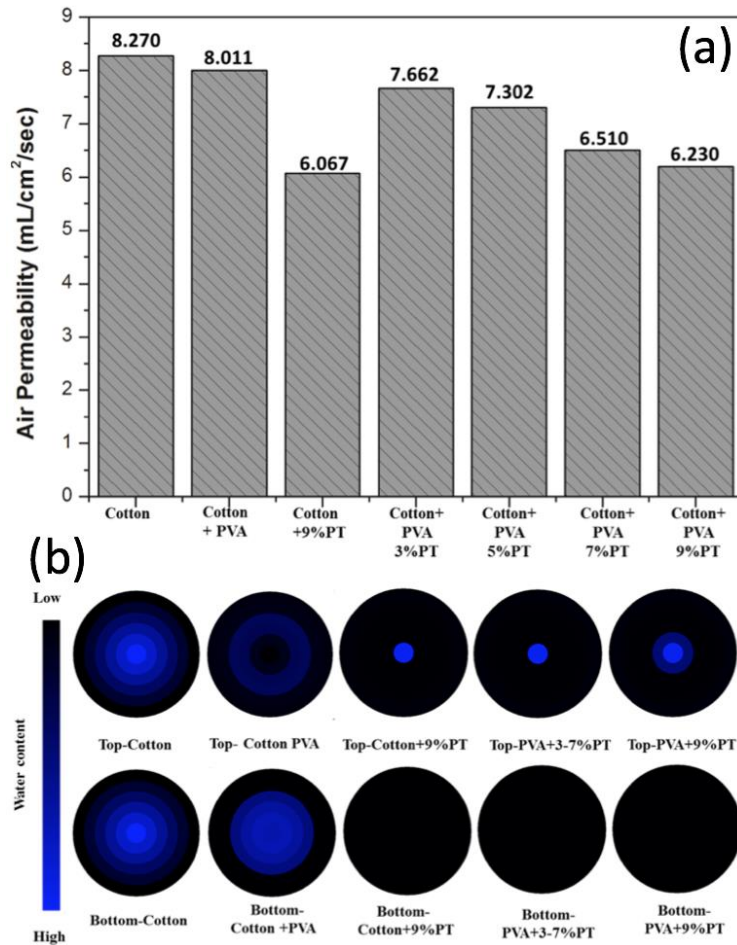 (a)
Air Permeability (mL/cm²/sec)
9
8
7
6
5
4
3
2
1
0
8.270
8.011
6.067
7.662
7.302
6.510
6.230
Cotton
Cotton
+ PVA
Cotton
+9%PT
Cotton+
PVA
3%PT
Cotton+
PVA
5%PT
Cotton+
PVA
7%PT
Cotton+
PVA
9%PT
(b)
Low
Water content
High
Top-Cotton
Top- Cotton PVA
Top-Cotton+9%PT
Top-PVA+3-7%PT
Top-PVA+9%PT
Bottom-Cotton
Bottom-
Cotton +PVA
Bottom-
Cotton+9%PT
Bottom-
PVA+3-7%PT
Bottom-
PVA+9%PT